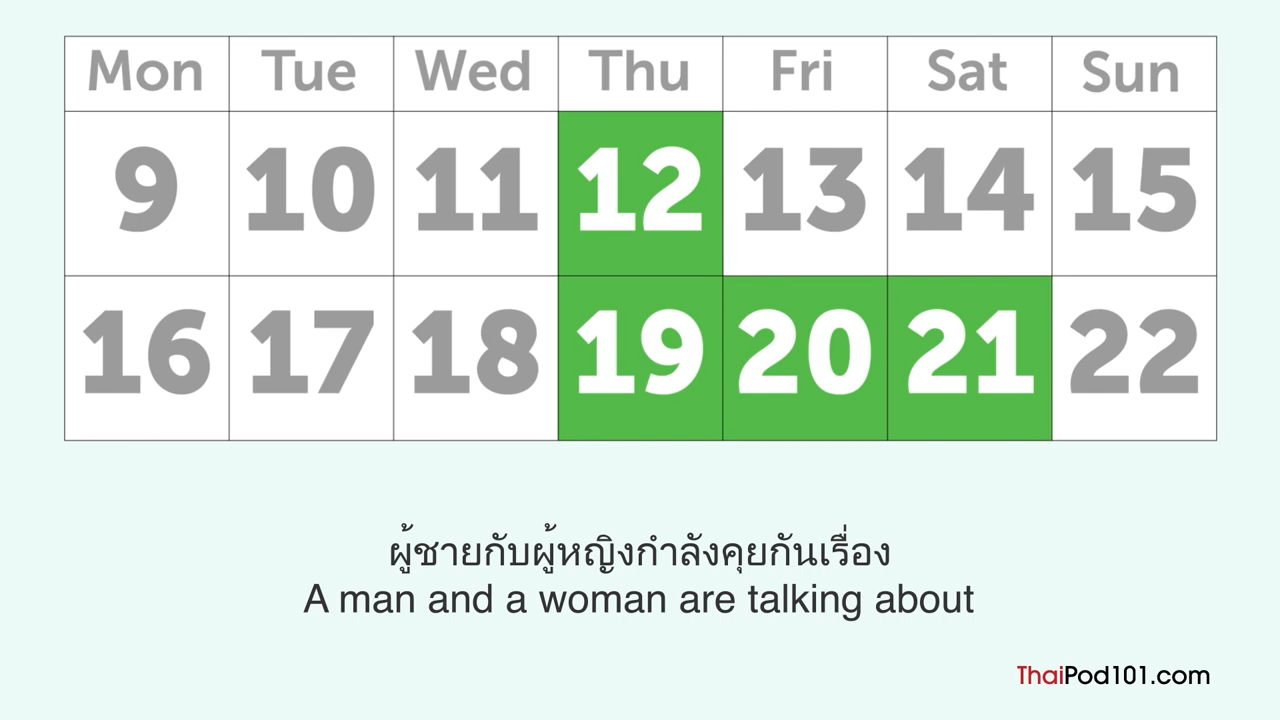 Mon Tue Wed Thu Fri Sat Sun
9 10 11 12 13 14 15
16 17 18 19 20 21 22
ผู้ชายกับผู้หญิงกำลังคุยกันเรื่อง
A man and a woman are talking about
ThaiPod101.com